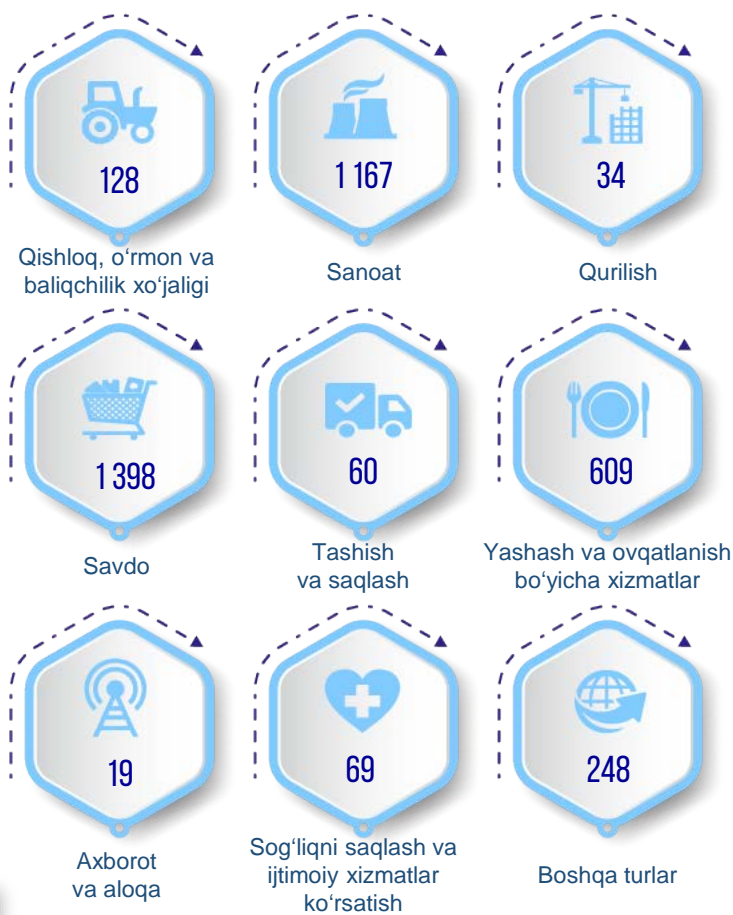 128
Qishloq, o‘rmon va
baliqchilik xo‘jaligi
1 167
Sanoat
34
Qurilish
1 398
Savdo
60
Tashish
va saqlash
609
Yashash va ovqatlanish
bo‘yicha xizmatlar
19
Axborot
va aloqa
69
Sog‘liqni saqlash va
ijtimoiy xizmatlar
ko‘rsatish
248
Boshqa turlar